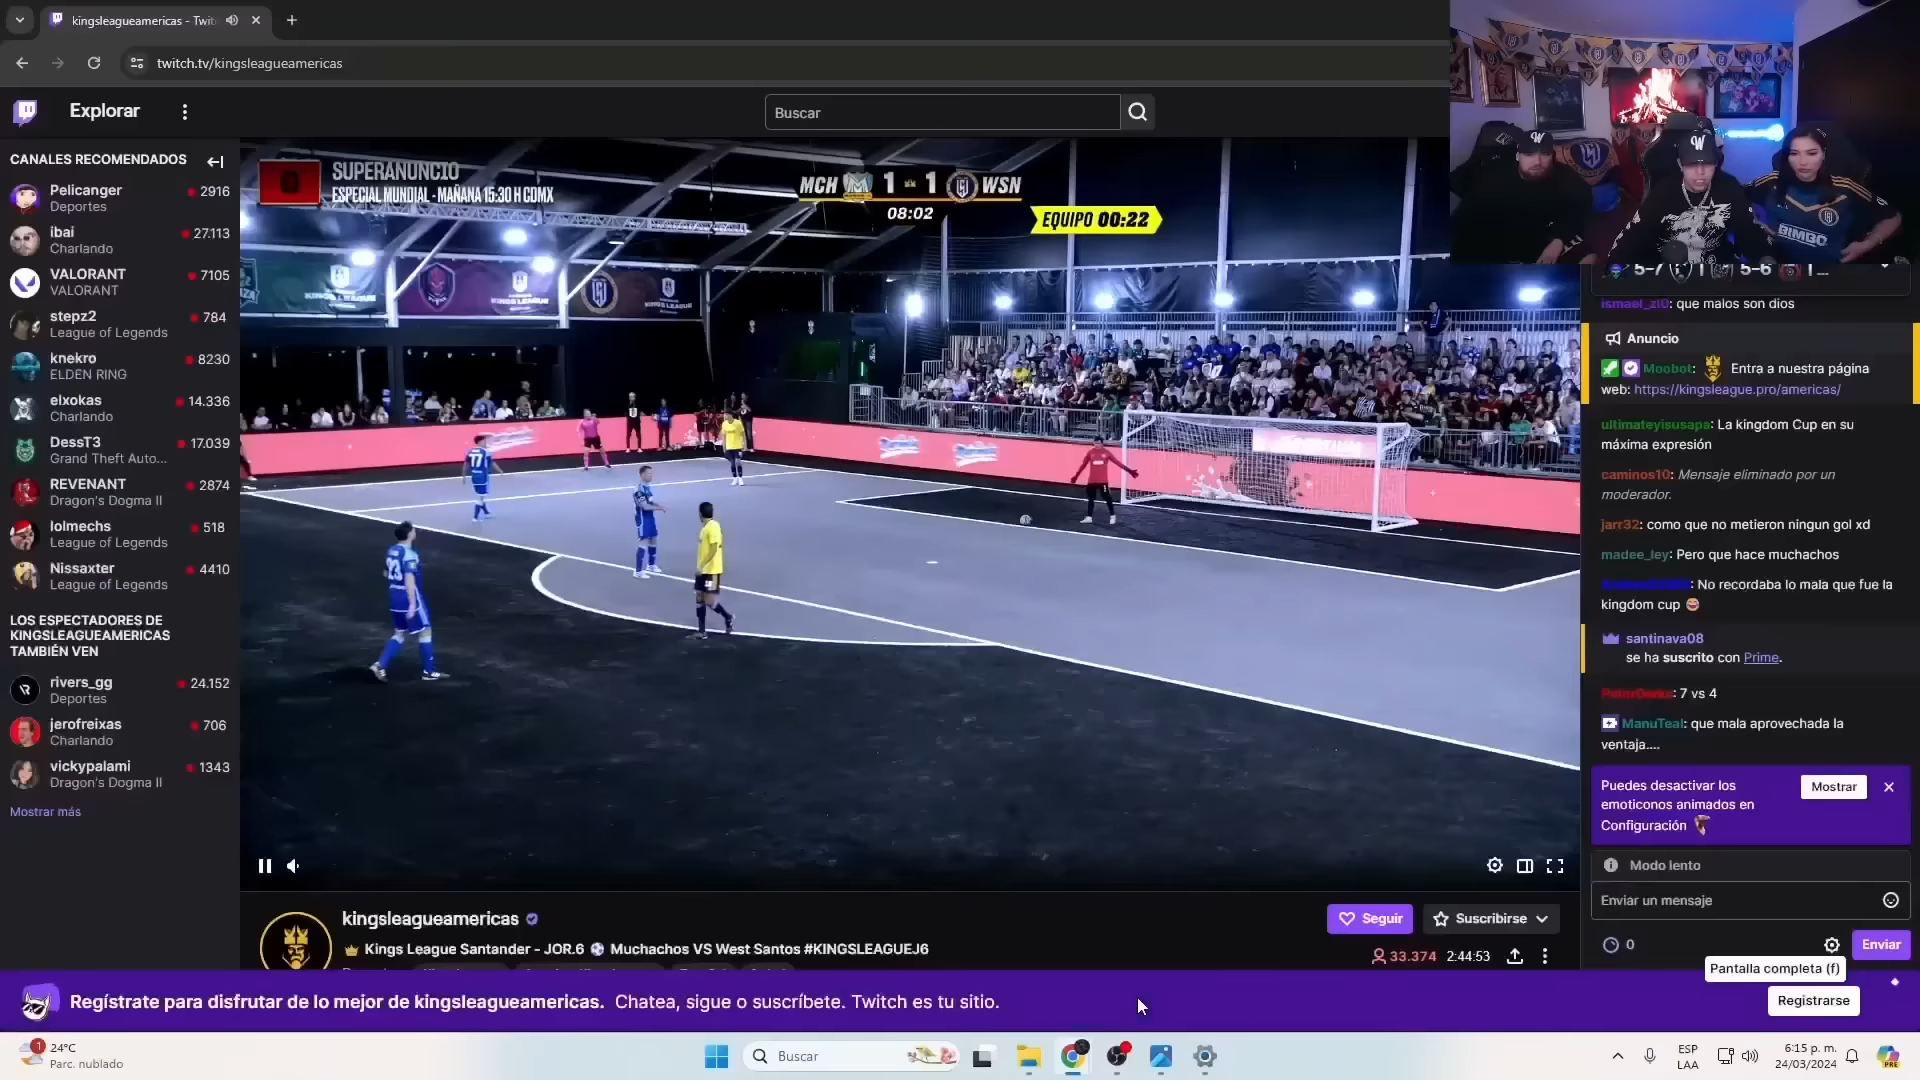 kingsleagueamericas - Twit
twitch.tv/kingsleagueamericas
Explorar
Buscar
CANALES RECOMENDADOS
Pelicanger
2916
Deportes
ibai
27.113
Charlando
VALORANT
7105
VALORANT
stepz2
784
League of Legends
knekro
8230
ELDEN RING
elxokas
14.336
Charlando
DessT3
17.039
Grand Theft Auto...
REVENANT
2874
Dragon's Dogma II
lolmechs
518
League of Legends
Nissaxter
4410
League of Legends
LOS ESPECTADORES DE
KINGSLEAGUEAMERICAS
TAMBIÉN VEN
rivers_gg
24.152
Deportes
jerofreixas
706
Charlando
vickypalami
1343
Dragon's Dogma II
Mostrar más
SUPERANUNCIO
ESPECIAL MUNDIAL - MAÑANA 15:30 H CDMX
MCH 1 - 1 WSN
08:02
EQUIPO 00:22
17
23
BIMBO
kingsleagueamericas
Kings League Santander - JOR.6 ⚽ Muchachos VS West Santos #KINGSLEAGUEJ6
Seguir
Suscribirse
33.374
2:44:53
5-7
5-6
ismael_zl0: que malos son dios
Anuncio
Moobot: Entra a nuestra página
web: https://kingsleague.pro/americas/
ultimateyisusapa: La kingdom Cup en su
máxima expresión
caminos10: Mensaje eliminado por un
moderador.
jarr32: como que no metieron ningun gol xd
madee_ley: Pero que hace muchachos
: No recordaba lo mala que fue la
kingdom cup 😂
santinava08
se ha suscrito con Prime.
: 7 vs 4
ManuTeal: que mala aprovechada la
ventaja....
Puedes desactivar los
emoticonos animados en
Configuración
Mostrar
Modo lento
Enviar un mensaje
0
Enviar
Pantalla completa (f)
Regístrate para disfrutar de lo mejor de kingsleagueamericas. Chatea, sigue o suscríbete. Twitch es tu sitio.
Registrarse
1
24°C
Parc. nublado
Buscar
ESP
LAA
6:15 p. m.
24/03/2024
PRE